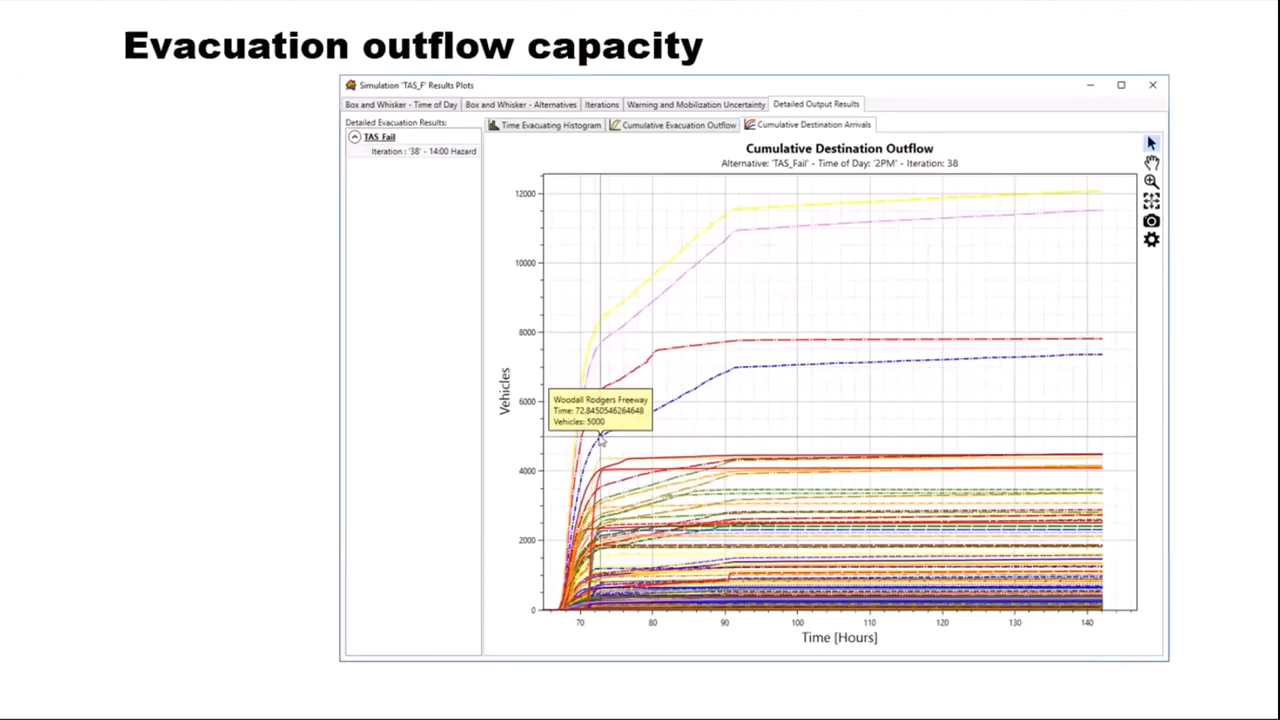 Evacuation outflow capacity
Simulation 'TAS_F' Results Plots
Box and Whisker - Time of Day Box and Whisker - Alternatives Iterations Warning and Mobilization Uncertainty Detailed Output Results
Detailed Evacuation Results:
TAS Fail
Iteration : '38' - 14:00 Hazard
Time Evacuating Histogram Cumulative Evacuation Outflow Cumulative Destination Arrivals
Cumulative Destination Outflow
Alternative: 'TAS_Fail' - Time of Day: '2PM' - Iteration: 38
12000
10000
8000
6000
4000
2000
0
Vehicles
Woodall Rodgers Freeway
Time: 72.8450546264648
Vehicles: 5000
70 80 90 100 110 120 130 140
Time [Hours]